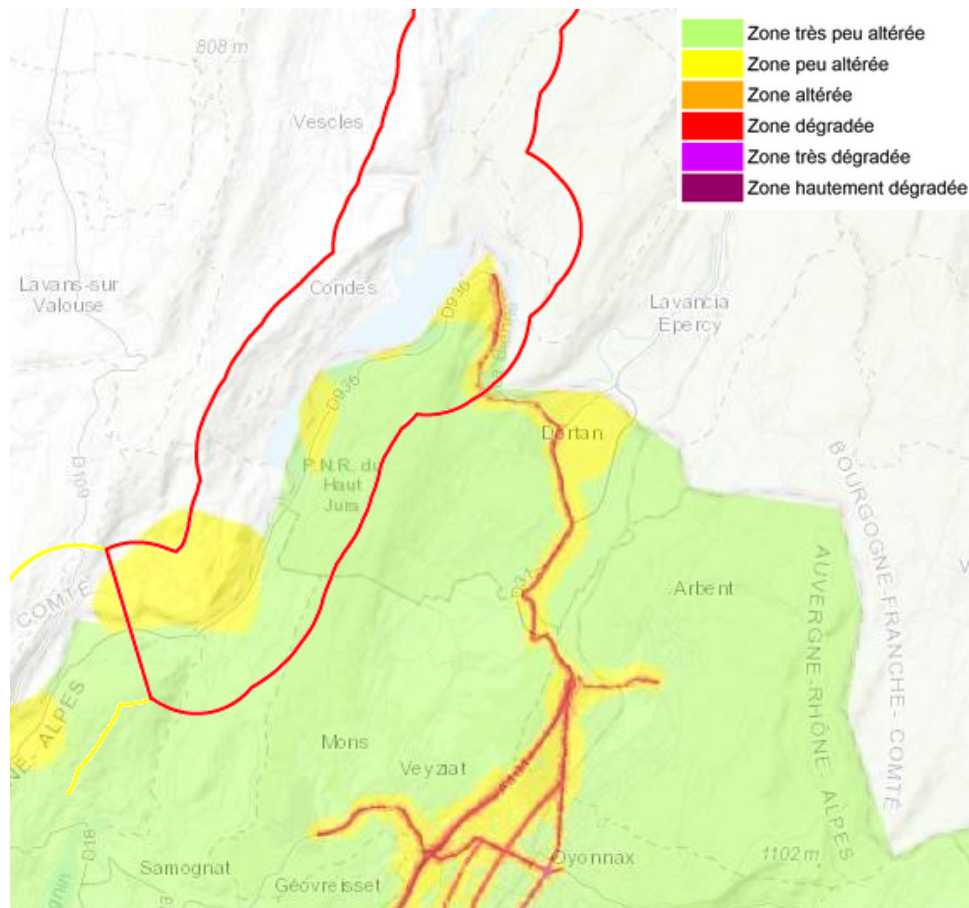 Zone très peu altérée
Zone peu altérée
Zone altérée
Zone dégradée
Zone très dégradée
Zone hautement dégradée
808 m
Vescles
Lavans-sur
Valouse
Condes
D936
Lavancia
Epercy
D936
Dortan
D109
P.N.R. du
Haut
Jura
BOURGOGNE-FRANCHE-COMTÉ
COMTÉ
D31
Arbent
AUVERGNE-RHÔNE-ALPES
NE-ALPES
Mons
Veyziat
Oyonnax
1102 m
D18
Samognat
Géovreisset